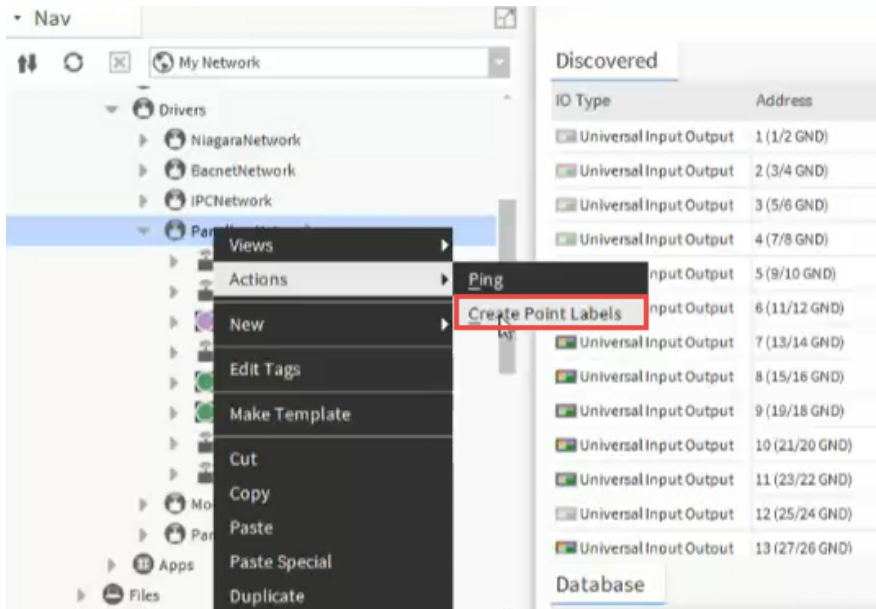 Nav
My Network
Drivers
NiagaraNetwork
BacnetNetwork
IPCNetwork
Views
Actions
New
Edit Tags
Make Template
Cut
Copy
Paste
Paste Special
Duplicate
Ping
Create Point Labels
Apps
Files
Discovered
IO Type Address
Universal Input Output 1 (1/2 GND)
Universal Input Output 2 (3/4 GND)
Universal Input Output 3 (5/6 GND)
Universal Input Output 4 (7/8 GND)
Input Output 5 (9/10 GND)
Input Output 6 (11/12 GND)
Universal Input Output 7 (13/14 GND)
Universal Input Output 8 (15/16 GND)
Universal Input Output 9 (19/18 GND)
Universal Input Output 10 (21/20 GND)
Universal Input Output 11 (23/22 GND)
Universal Input Output 12 (25/24 GND)
Universal Input Output 13 (27/26 GND)
Database